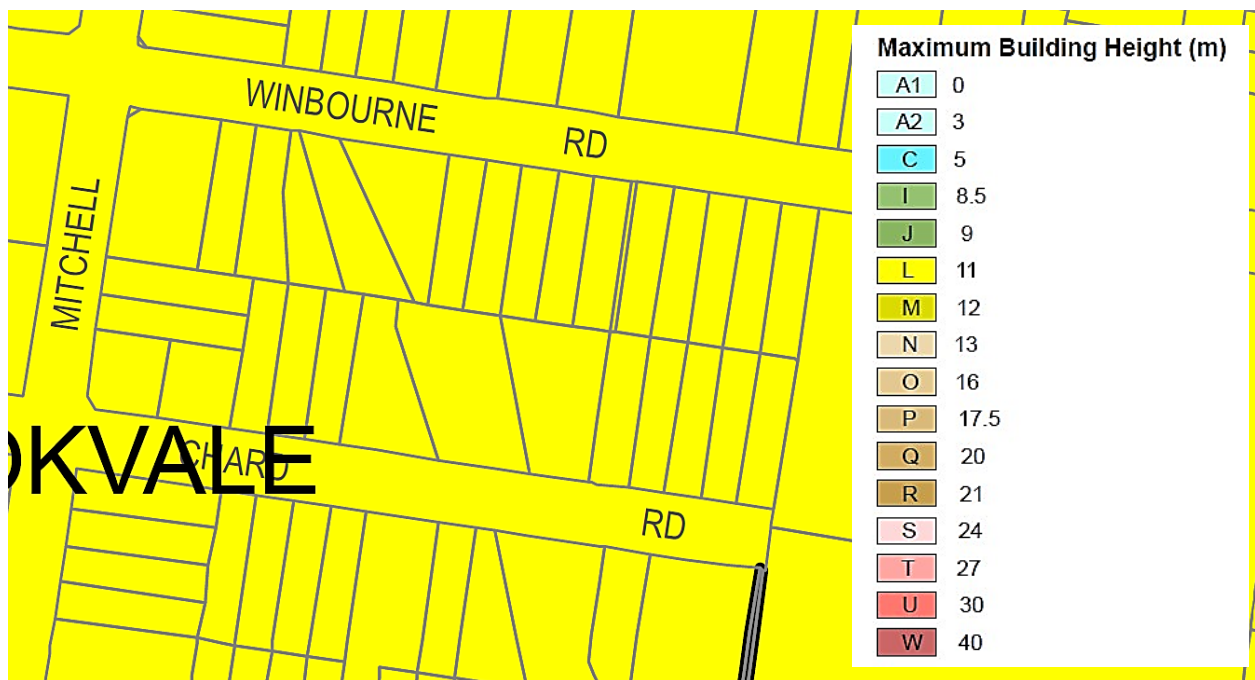 WINBOURNE RD
MITCHELL
OKVALE
CHARD RD
Maximum Building Height (m)
A1 0
A2 3
C 5
I 8.5
J 9
L 11
M 12
N 13
O 16
P 17.5
Q 20
R 21
S 24
T 27
U 30
W 40